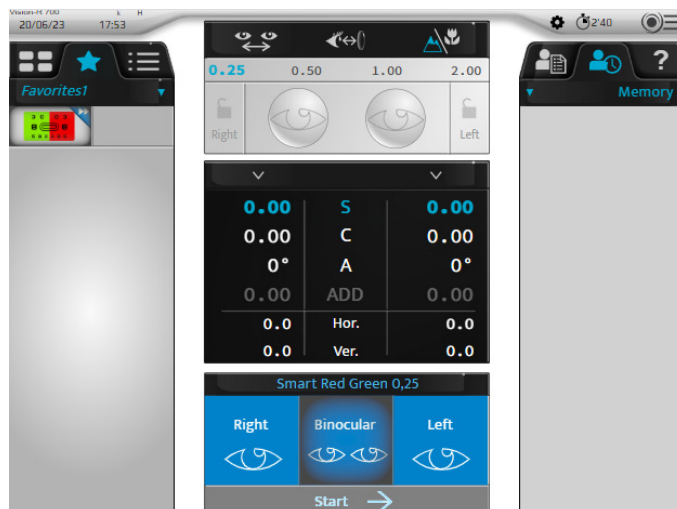 Vision-R 700
20/06/23 17:53
2'40
?
Favorites1
Memory
0.25 0.50 1.00 2.00
Right Left
0.00 S 0.00
0.00 C 0.00
0° A 0°
0.00 ADD 0.00
0.0 Hor. 0.0
0.0 Ver. 0.0
Smart Red Green 0,25
Right Binocular Left
Start